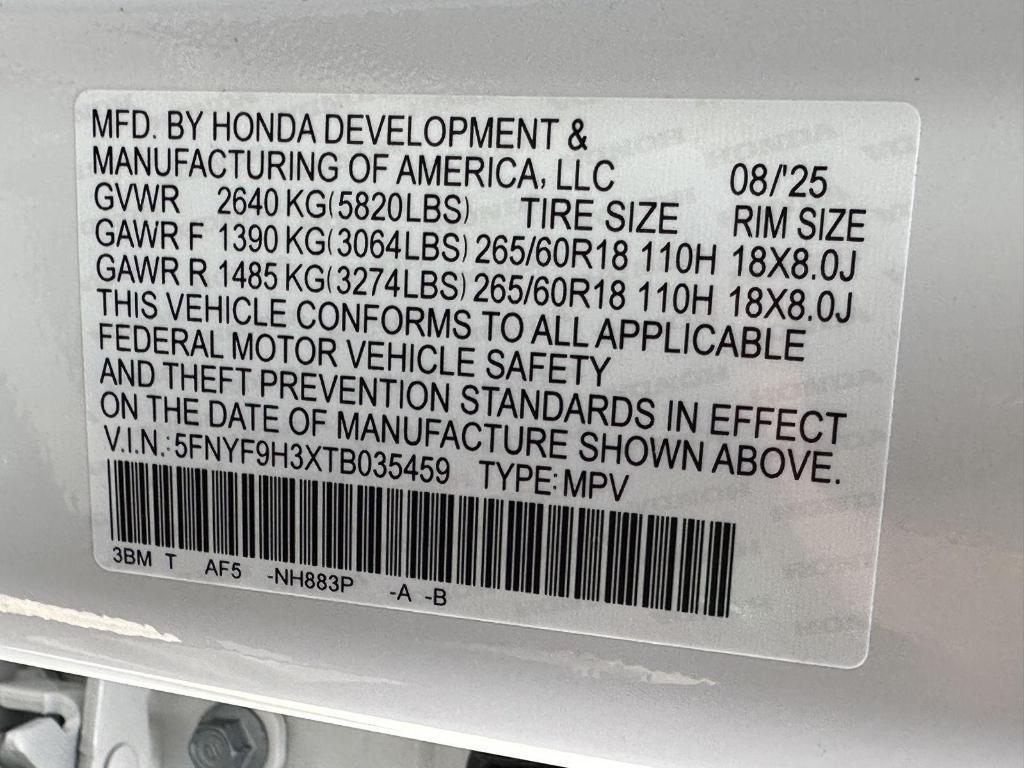 MFD. BY HONDA DEVELOPMENT &
MANUFACTURING OF AMERICA, LLC 08/'25
GVWR 2640 KG(5820LBS) TIRE SIZE RIM SIZE
GAWR F 1390 KG(3064LBS) 265/60R18 110H 18X8.0J
GAWR R 1485 KG(3274LBS) 265/60R18 110H 18X8.0J
THIS VEHICLE CONFORMS TO ALL APPLICABLE
FEDERAL MOTOR VEHICLE SAFETY
AND THEFT PREVENTION STANDARDS IN EFFECT
ON THE DATE OF MANUFACTURE SHOWN ABOVE.
V.I.N.: 5FNYF9H3XTB035459 TYPE: MPV
3BM T AF5 -NH883P -A -B